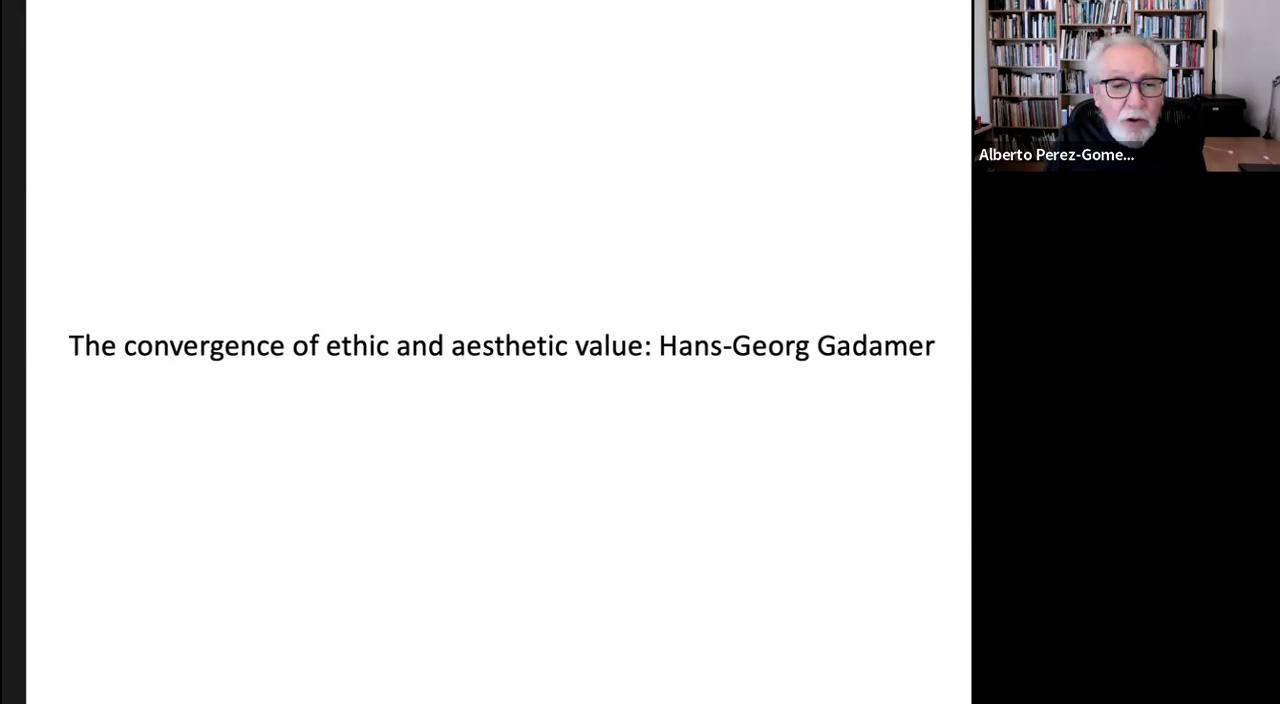 The convergence of ethic and aesthetic value: Hans-Georg Gadamer
Alberto Perez-Gome...